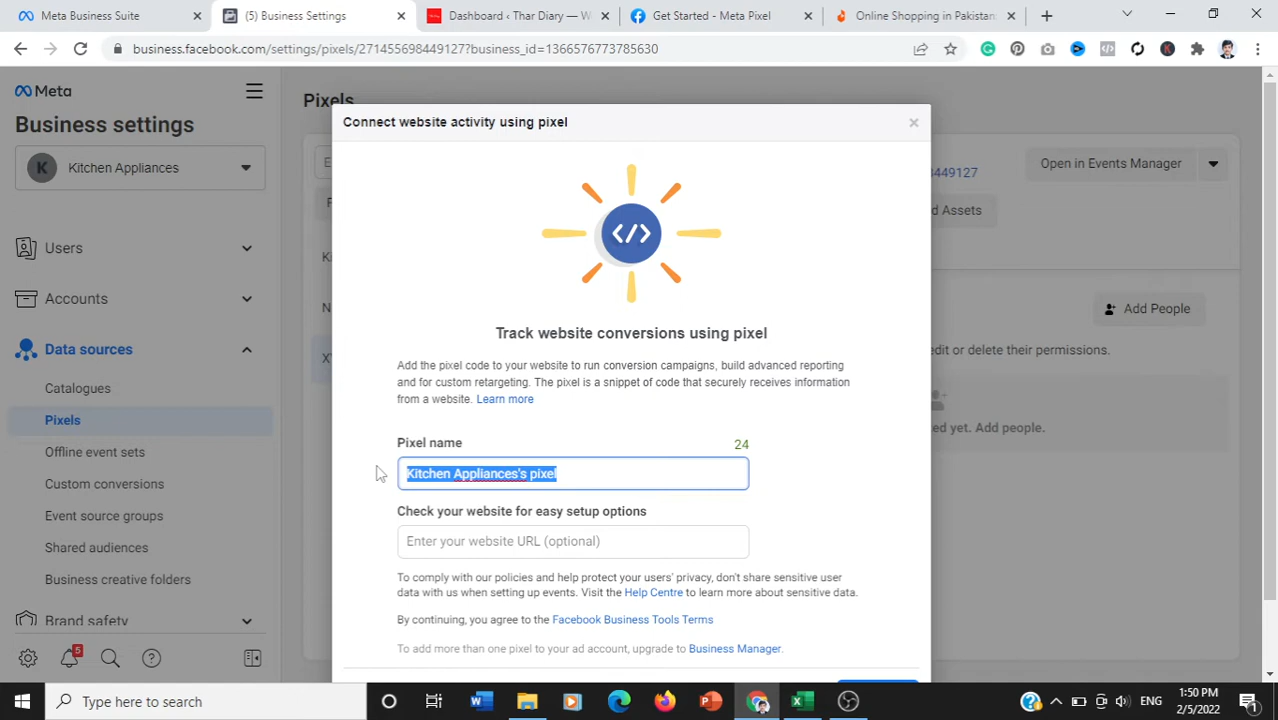 Meta Business Suite
(5) Business Settings
Dashboard ‹ Thar Diary — W
Get Started - Meta Pixel
Online Shopping in Pakistan
business.facebook.com/settings/pixels/271455698449127?business_id=1366576773785630
Meta
Business settings
K Kitchen Appliances
Users
Accounts
Data sources
Catalogues
Pixels
Offline event sets
Custom conversions
Event source groups
Shared audiences
Business creative folders
Brand safety
5
Pixels
8449127
Open in Events Manager
d Assets
Add People
edit or delete their permissions.
ed yet. Add people.
Connect website activity using pixel
</>
Track website conversions using pixel
Add the pixel code to your website to run conversion campaigns, build advanced reporting
and for custom retargeting. The pixel is a snippet of code that securely receives information
from a website. Learn more
Pixel name
24
Kitchen Appliances's pixel
Check your website for easy setup options
Enter your website URL (optional)
To comply with our policies and help protect your users' privacy, don't share sensitive user
data with us when setting up events. Visit the Help Centre to learn more about sensitive data.
By continuing, you agree to the Facebook Business Tools Terms
To add more than one pixel to your ad account, upgrade to Business Manager.
Type here to search
ENG
1:50 PM
2/5/2022
1